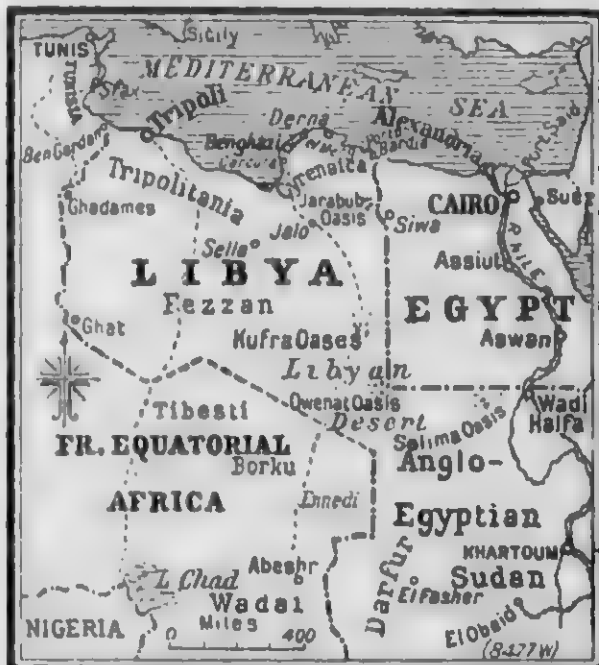 Sicily
TUNIS
MEDITERRANEAN
SEA
TUNISIA
Sfax
Tripoli
Derna
Alexandria
Port Said
Benghazi
Bardia
Ben Gardane
Cyrenaica
Tripolitania
Jarabub
Oasis
CAIRO
Suez
Ghadames
Siwa
Jalo
R. NILE
Sella
Assiut
LIBYA
EGYPT
Fezzan
Ghat
Kufra Oases
Aswan
Libyan
Tibesti
Owenat Oasis
Wadi
Halfa
Desert
Selima Oasis
FR. EQUATORIAL
Borku
Anglo-
AFRICA
Ennedi
Egyptian
KHARTOUM
Abeshr
Darfur
Sudan
L. Chad
El Fasher
Wadai
El Obeid
NIGERIA
Miles
0 400
(8477W)